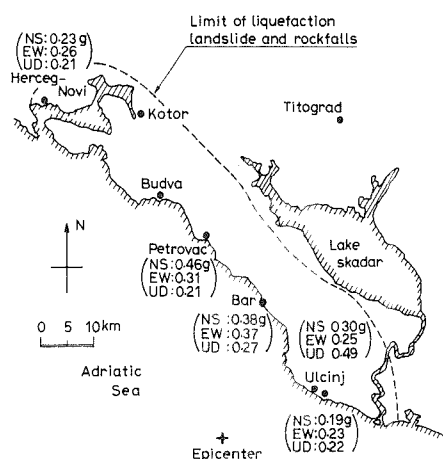 Limit of liquefaction
landslide and rockfalls
(NS:0.23g
EW:0.26
UD:0.21)
Herceg-
Novi
Kotor
Titograd
Budva
N
Petrovac
(NS:0.46g
EW:0.31
UD:0.21)
Lake
skadar
Bar
(NS:0.38g
EW:0.37
UD:0.27)
(NS 0.30g
EW 0.25
UD 0.49)
0 5 10km
Adriatic
Sea
Ulcinj
(NS:0.19g
EW:0.23
UD:0.22)
Epicenter